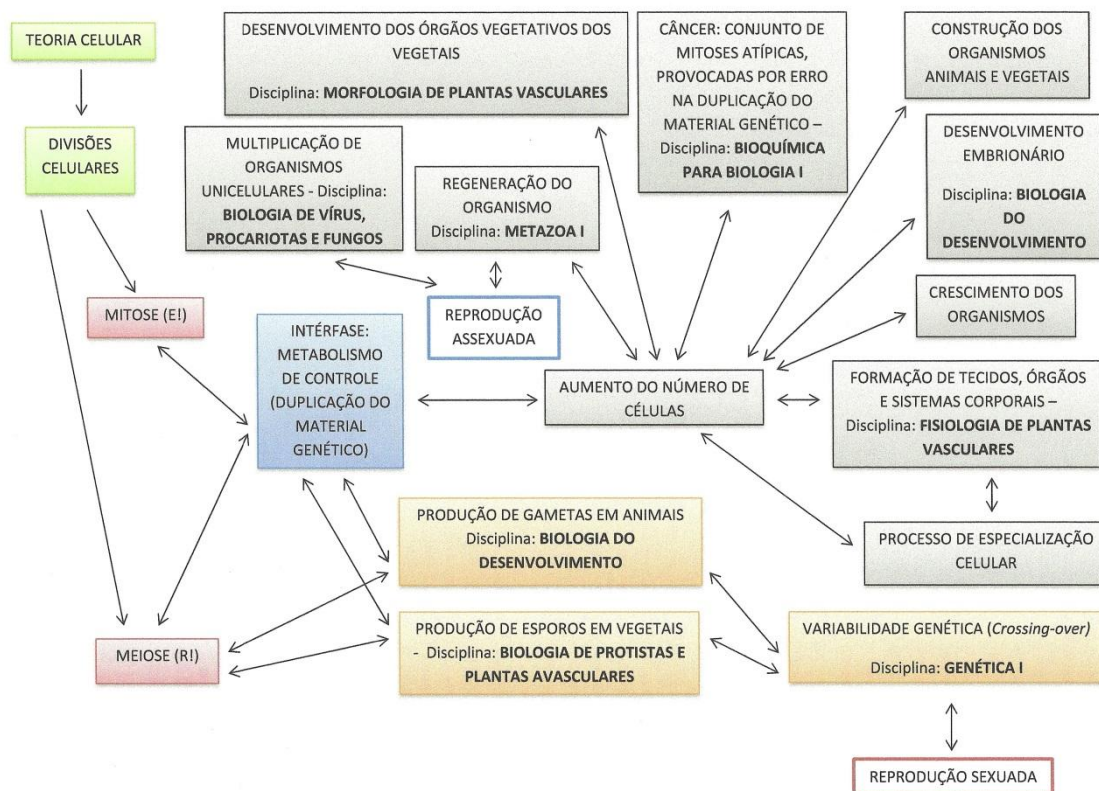 TEORIA CELULAR
DIVISÕES
CELULARES
DESENVOLVIMENTO DOS ÓRGÃOS VEGETATIVOS DOS
VEGETAIS
Disciplina: MORFOLOGIA DE PLANTAS VASCULARES
CÂNCER: CONJUNTO DE
MITOSES ATÍPICAS,
PROVOCADAS POR ERRO
NA DUPLICAÇÃO DO
MATERIAL GENÉTICO –
Disciplina: BIOQUÍMICA
PARA BIOLOGIA I
CONSTRUÇÃO DOS
ORGANISMOS
ANIMAIS E VEGETAIS
MULTIPLICAÇÃO DE
ORGANISMOS
UNICELULARES - Disciplina:
BIOLOGIA DE VÍRUS,
PROCARIOTAS E FUNGOS
REGENERAÇÃO DO
ORGANISMO
Disciplina: METAZOA I
DESENVOLVIMENTO
EMBRIONÁRIO
Disciplina: BIOLOGIA
DO
DESENVOLVIMENTO
MITOSE (E!)
INTÉRFASE:
METABOLISMO
DE CONTROLE
(DUPLICAÇÃO DO
MATERIAL
GENÉTICO)
REPRODUÇÃO
ASSEXUADA
CRESCIMENTO DOS
ORGANISMOS
AUMENTO DO NÚMERO DE
CÉLULAS
FORMAÇÃO DE TECIDOS, ÓRGÃOS
E SISTEMAS CORPORAIS –
Disciplina: FISIOLOGIA DE PLANTAS
VASCULARES
PRODUÇÃO DE GAMETAS EM ANIMAIS
Disciplina: BIOLOGIA DO
DESENVOLVIMENTO
PROCESSO DE ESPECIALIZAÇÃO
CELULAR
MEIOSE (R!)
PRODUÇÃO DE ESPOROS EM VEGETAIS
- Disciplina: BIOLOGIA DE PROTISTAS E
PLANTAS AVASCULARES
VARIABILIDADE GENÉTICA (Crossing-over)
Disciplina: GENÉTICA I
REPRODUÇÃO SEXUADA